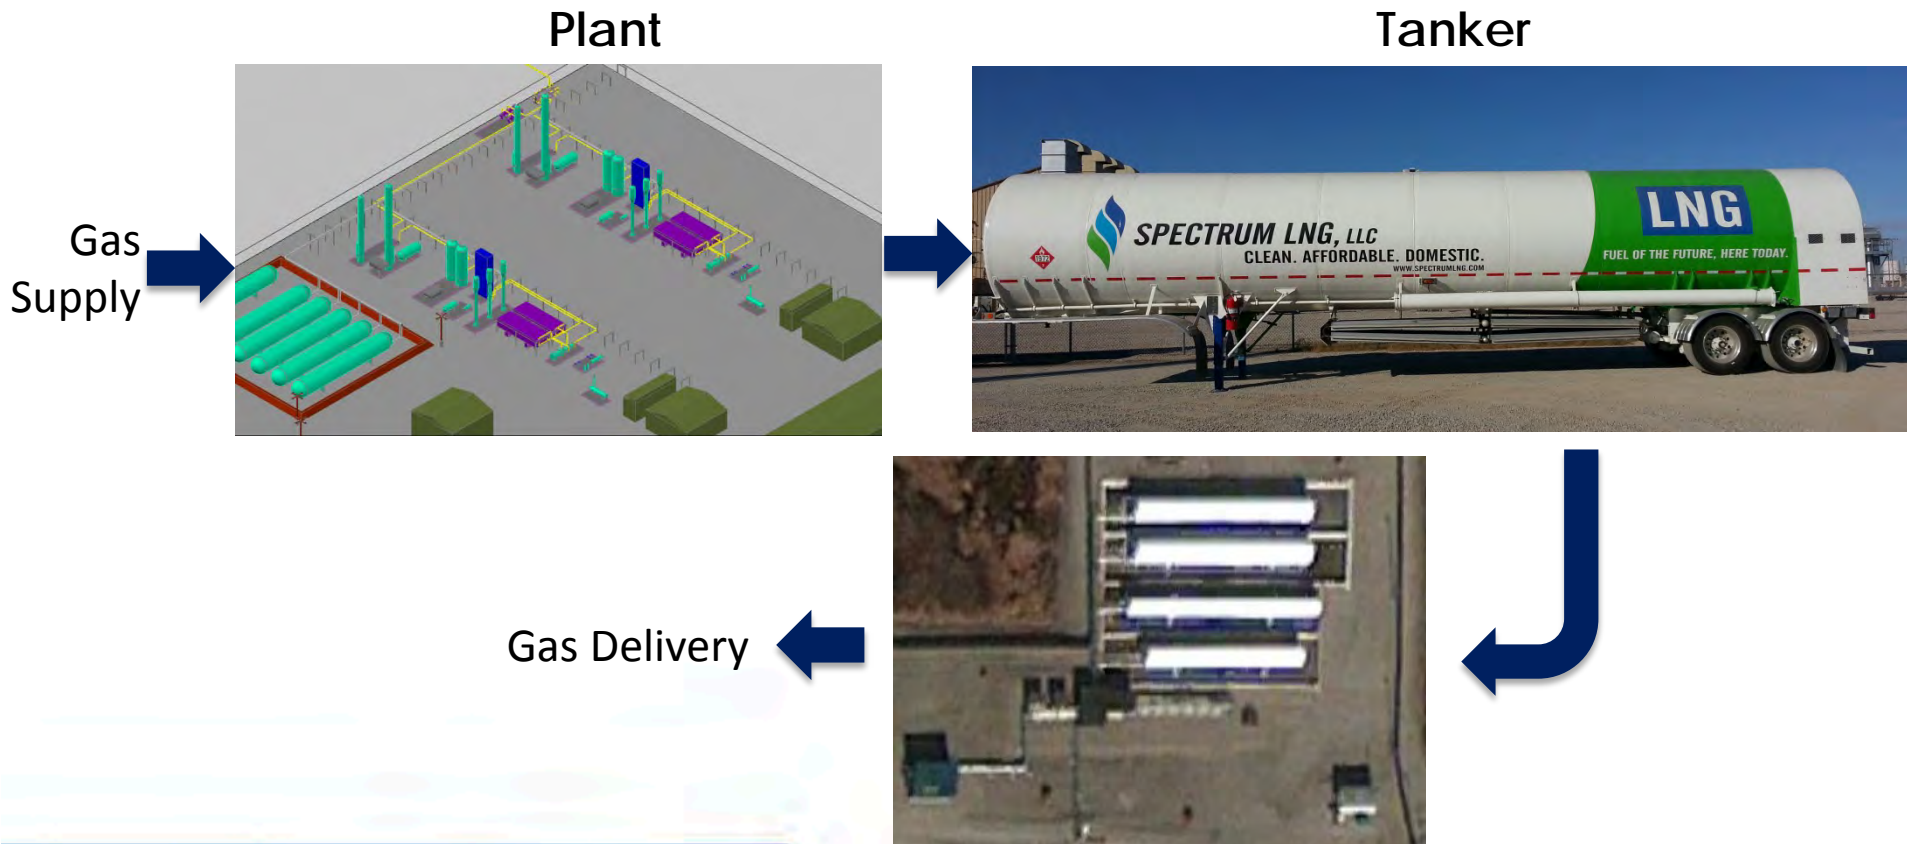 Plant
Tanker
Gas
Supply
SPECTRUM LNG, LLC
CLEAN. AFFORDABLE. DOMESTIC.
WWW.SPECTRUMLNG.COM
LNG
FUEL OF THE FUTURE, HERE TODAY.
1972
Gas Delivery